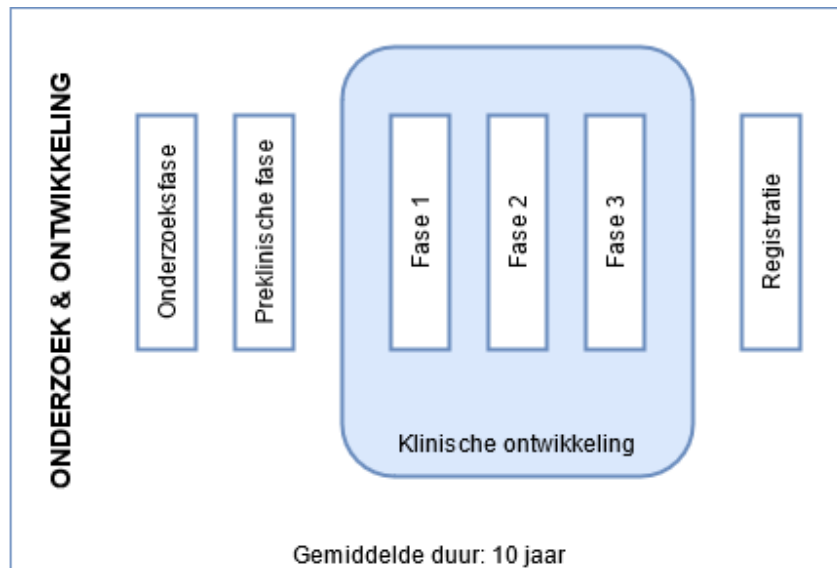 ONDERZOEK & ONTWIKKELING
Onderzoeksfase
Preklinische fase
Fase 1
Fase 2
Fase 3
Registratie
Klinische ontwikkeling
Gemiddelde duur: 10 jaar